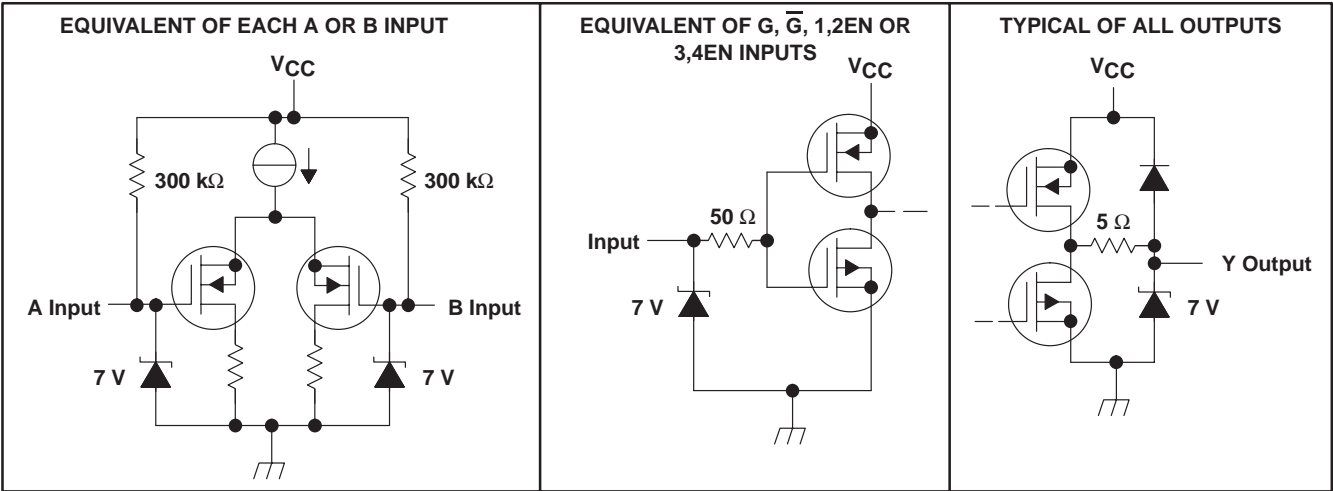 EQUIVALENT OF EACH A OR B INPUT
VCC
300 kΩ
300 kΩ
A Input
B Input
7 V
7 V
EQUIVALENT OF G, G̅, 1,2EN OR
3,4EN INPUTS
VCC
50 Ω
Input
7 V
TYPICAL OF ALL OUTPUTS
VCC
5 Ω
Y Output
7 V